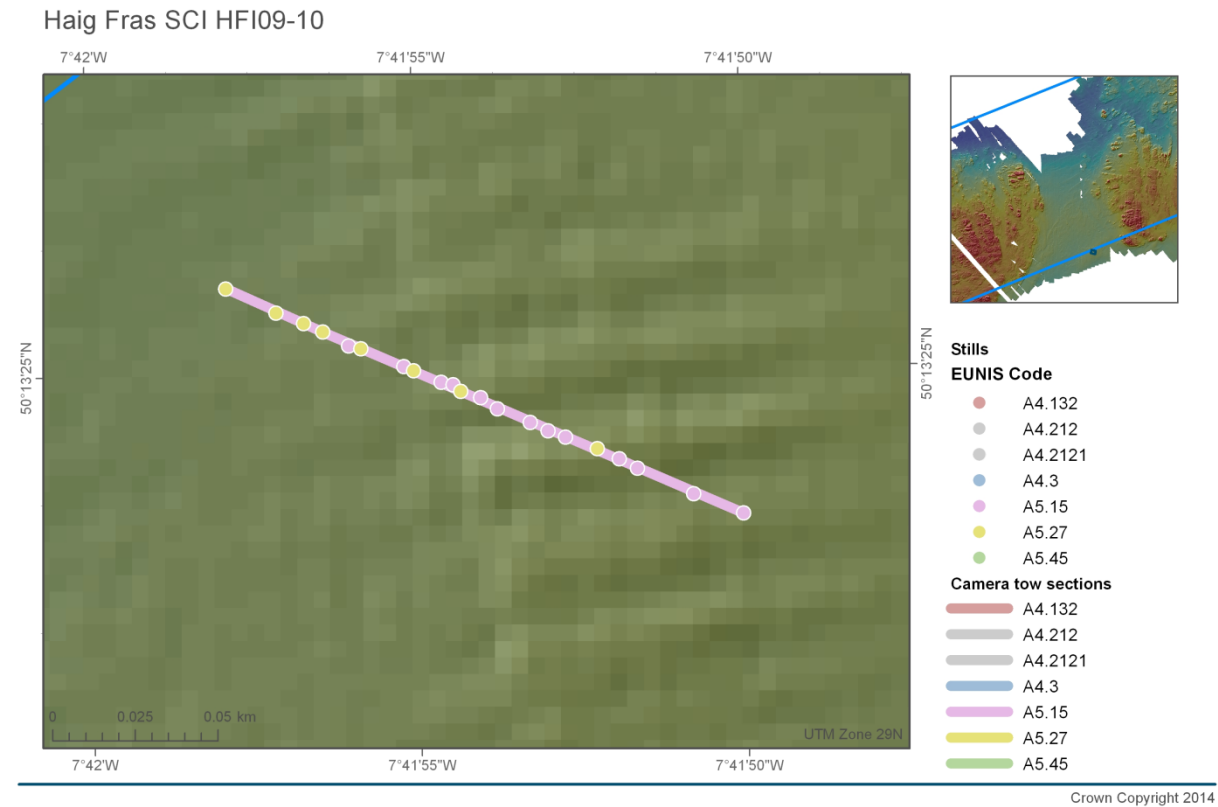 Haig Fras SCI HFI09-10
7°42'W 7°41'55"W 7°41'50"W
50°13'25"N
50°13'25"N
0 0.025 0.05 km
UTM Zone 29N
7°42'W 7°41'55"W 7°41'50"W
Stills
EUNIS Code
A4.132
A4.212
A4.2121
A4.3
A5.15
A5.27
A5.45
Camera tow sections
A4.132
A4.212
A4.2121
A4.3
A5.15
A5.27
A5.45
Crown Copyright 2014